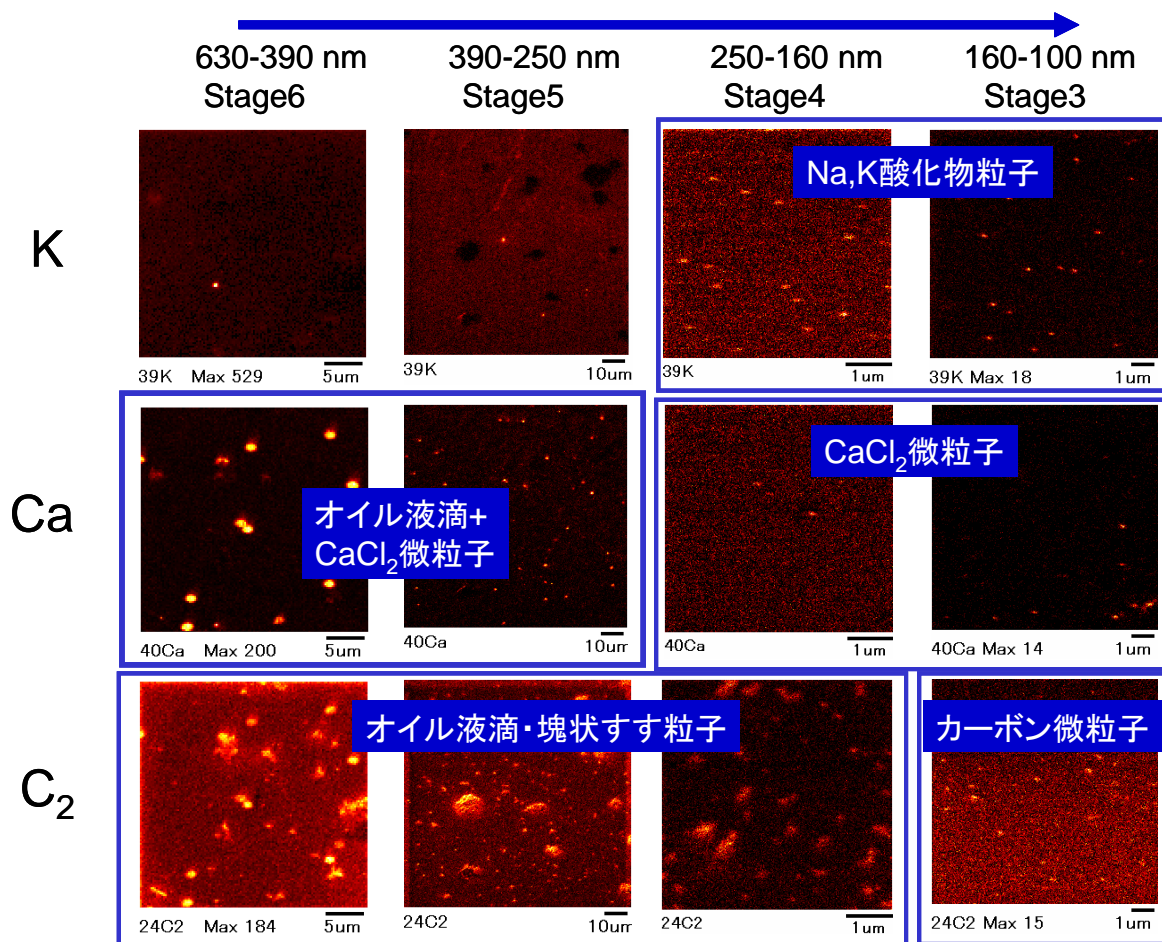 630-390 nm
Stage6
390-250 nm
Stage5
250-160 nm
Stage4
160-100 nm
Stage3
K
Na,K酸化物粒子
39K Max 529 5um
39K 10um
39K 1um
39K Max 18 1um
Ca
オイル液滴+
CaCl₂微粒子
CaCl₂微粒子
40Ca Max 200 5um
40Ca 10um
40Ca 1um
40Ca Max 14 1um
C₂
オイル液滴・塊状すす粒子
カーボン微粒子
24C2 Max 184 5um
24C2 10um
24C2 1um
24C2 Max 15 1um